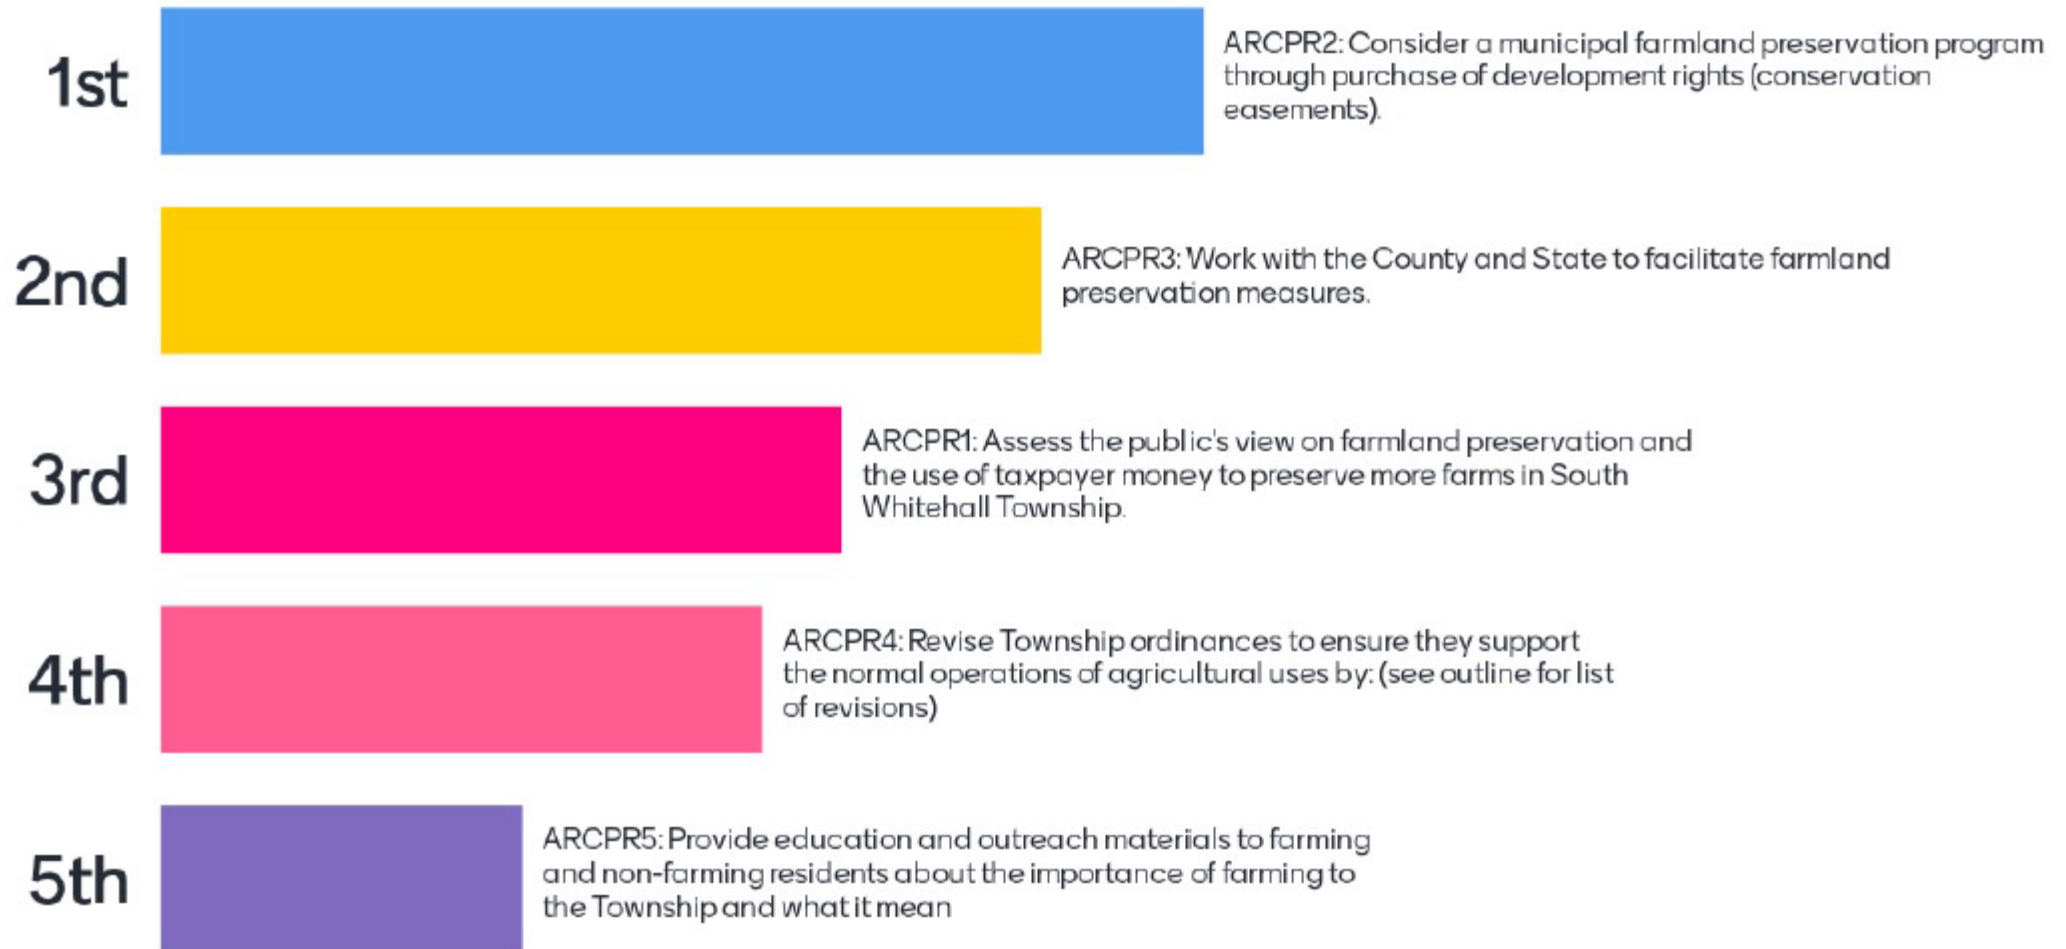 1st
ARCPR2: Consider a municipal farmland preservation program
through purchase of development rights (conservation
easements).
2nd
ARCPR3: Work with the County and State to facilitate farmland
preservation measures.
3rd
ARCPR1: Assess the public's view on farmland preservation and
the use of taxpayer money to preserve more farms in South
Whitehall Township.
4th
ARCPR4: Revise Township ordinances to ensure they support
the normal operations of agricultural uses by: (see outline for list
of revisions)
5th
ARCPR5: Provide education and outreach materials to farming
and non-farming residents about the importance of farming to
the Township and what it mean